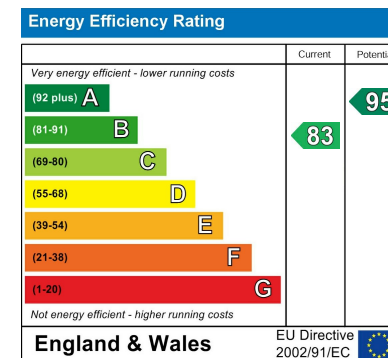 Energy Efficiency Rating
Current Potentia
Very energy efficient - lower running costs
(92 plus) A
95
(81-91) B
83
(69-80) C
(55-68) D
(39-54) E
(21-38) F
(1-20) G
Not energy efficient - higher running costs
England & Wales
EU Directive
2002/91/EC